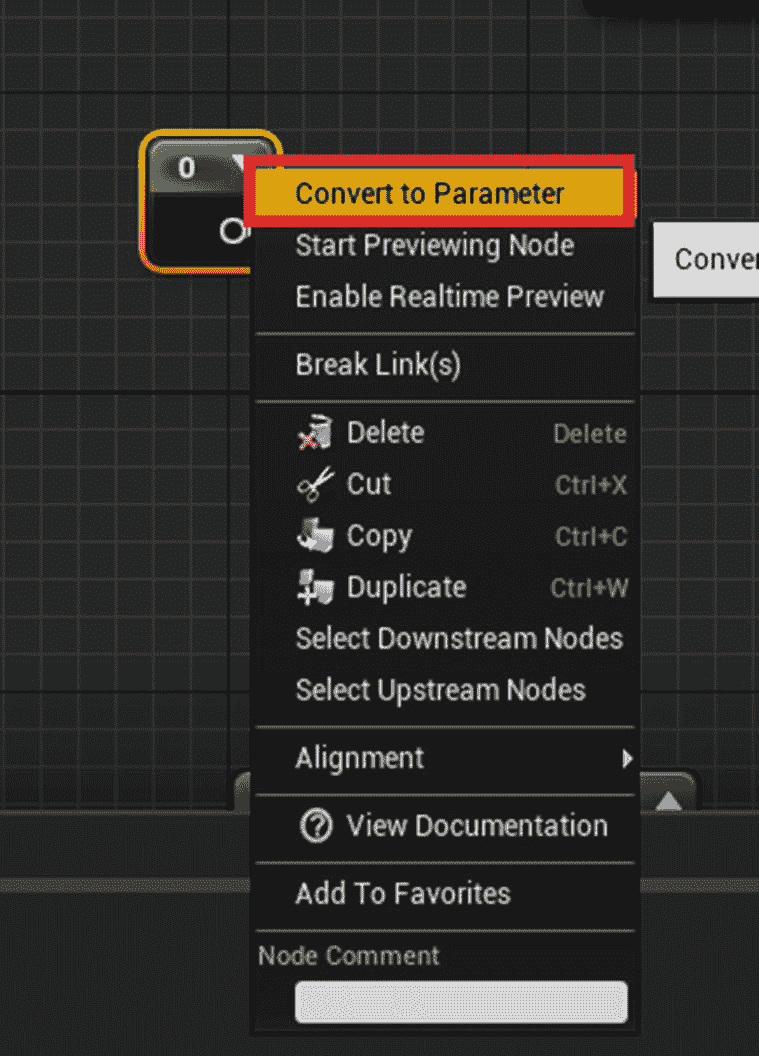 0
Convert to Parameter
Start Previewing Node
Conver
Enable Realtime Preview
Break Link(s)
Delete Delete
Cut Ctrl+X
Copy Ctrl+C
Duplicate Ctrl+W
Select Downstream Nodes
Select Upstream Nodes
Alignment
View Documentation
Add To Favorites
Node Comment